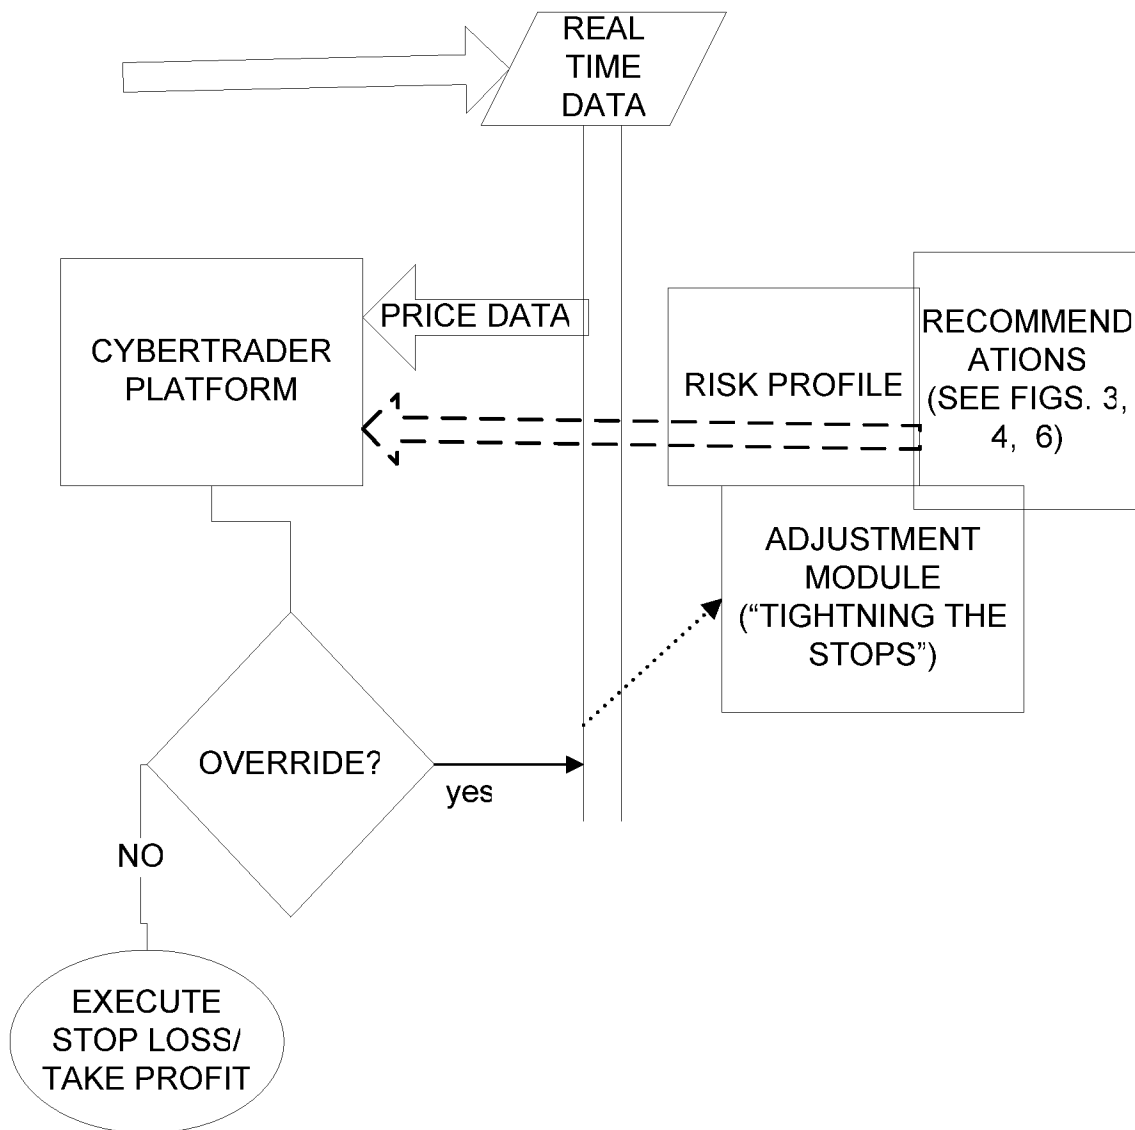 REAL
TIME
DATA
PRICE DATA
CYBERTRADER
PLATFORM
RISK PROFILE
RECOMMEND
ATIONS
(SEE FIGS. 3,
4, 6)
ADJUSTMENT
MODULE
(“TIGHTNING THE
STOPS”)
OVERRIDE?
yes
NO
EXECUTE
STOP LOSS/
TAKE PROFIT